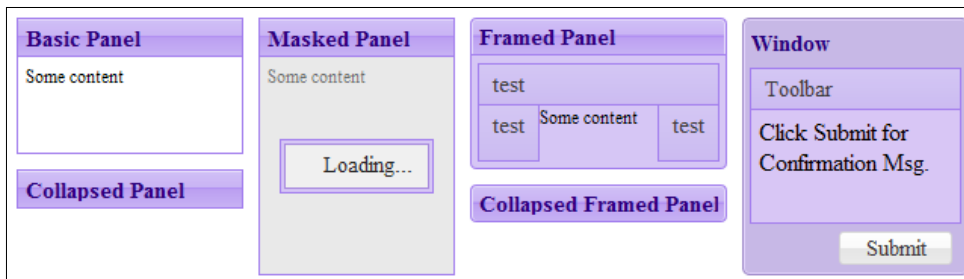 Basic Panel
Some content
Collapsed Panel
Masked Panel
Some content
Loading...
Framed Panel
test
test
Some content
test
Collapsed Framed Panel
Window
Toolbar
Click Submit for
Confirmation Msg.
Submit